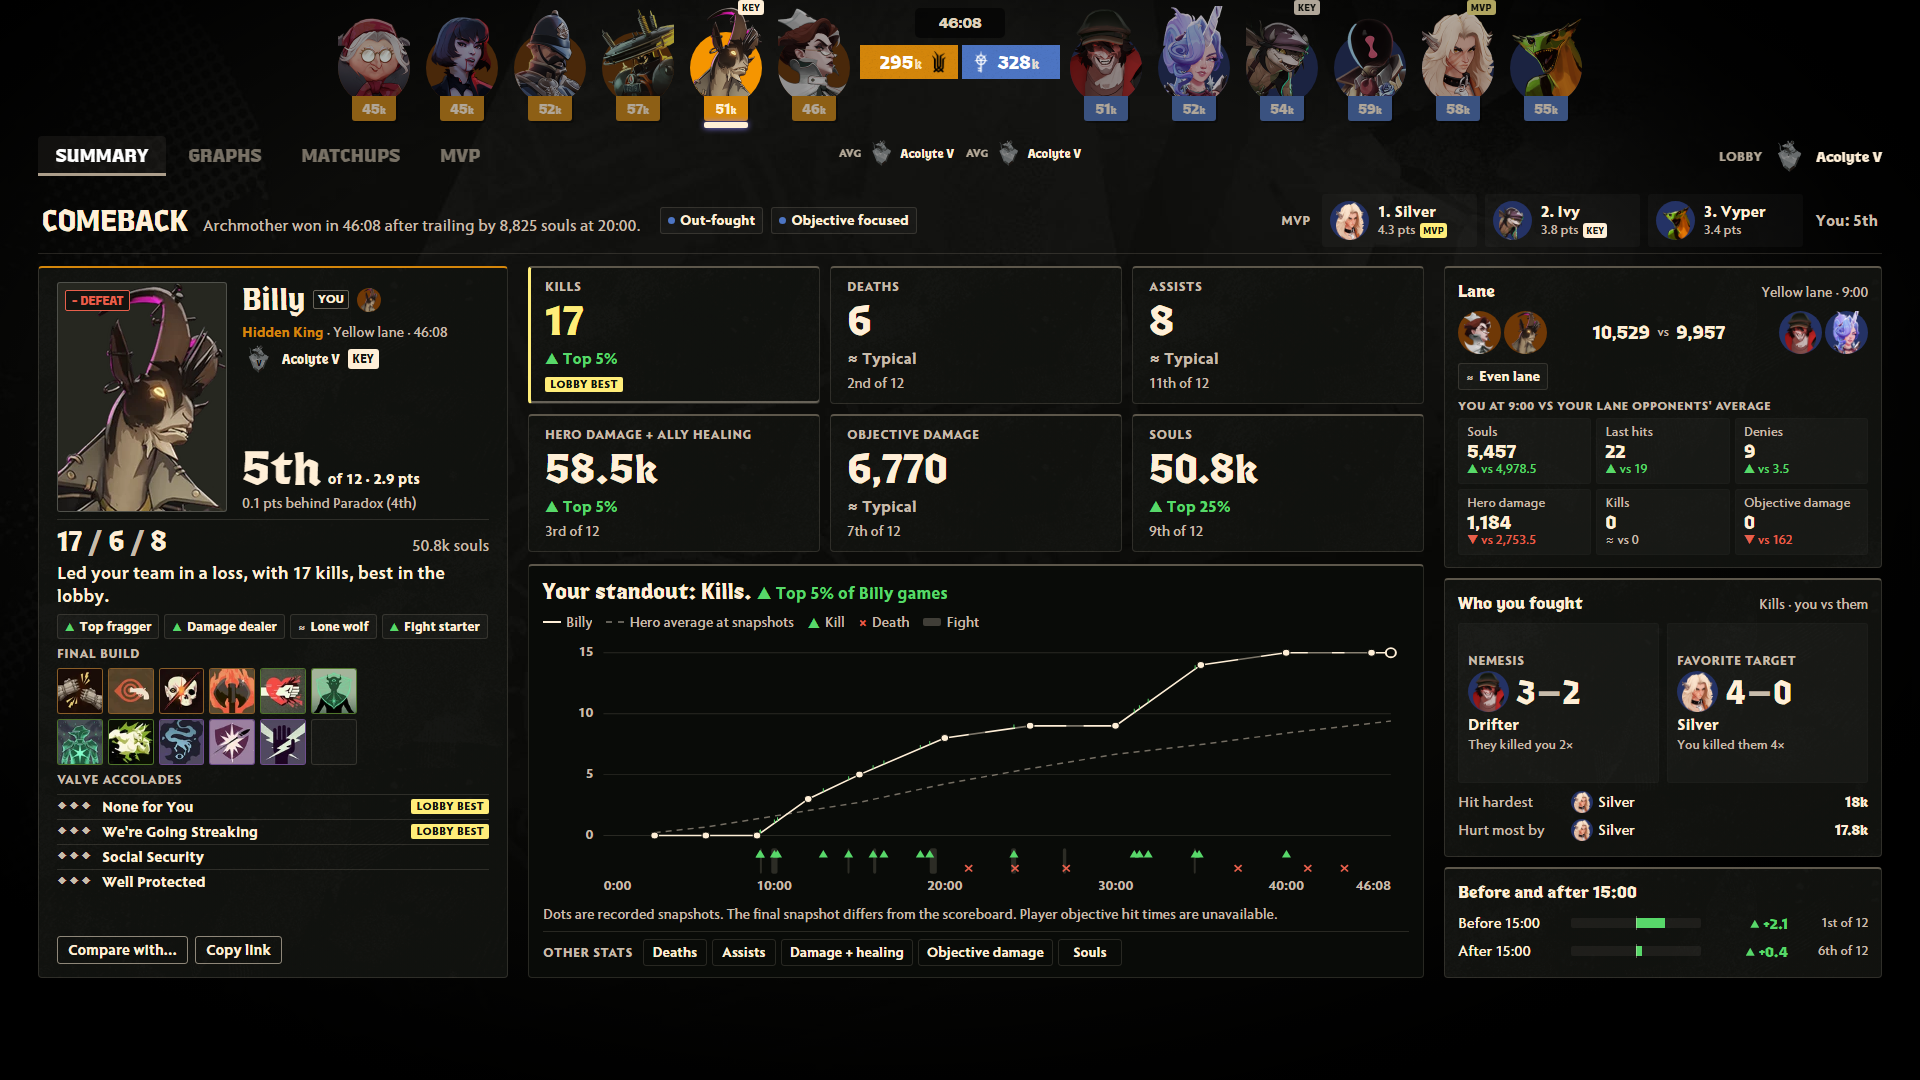 KEY
KEY
MVP
46:08
295k
328k
45k
45k
52k
57k
51k
46k
51k
52k
54k
59k
58k
55k
SUMMARY
GRAPHS
MATCHUPS
MVP
AVG Acolyte V
AVG Acolyte V
LOBBY Acolyte V
COMEBACK
Archmother won in 46:08 after trailing by 8,825 souls at 20:00.
Out-fought
Objective focused
MVP
1. Silver
4.3 pts MVP
2. Ivy
3.8 pts KEY
3. Vyper
3.4 pts
You: 5th
- DEFEAT
Billy YOU
Hidden King · Yellow lane · 46:08
Acolyte V KEY
5th of 12 · 2.9 pts
0.1 pts behind Paradox (4th)
17 / 6 / 8
50.8k souls
Led your team in a loss, with 17 kills, best in the
lobby.
▲ Top fragger
▲ Damage dealer
≈ Lone wolf
▲ Fight starter
FINAL BUILD
VALVE ACCOLADES
None for You LOBBY BEST
We're Going Streaking LOBBY BEST
Social Security
Well Protected
Compare with...
Copy link
KILLS
17
▲ Top 5%
LOBBY BEST
DEATHS
6
≈ Typical
2nd of 12
ASSISTS
8
≈ Typical
11th of 12
HERO DAMAGE + ALLY HEALING
58.5k
▲ Top 5%
3rd of 12
OBJECTIVE DAMAGE
6,770
≈ Typical
7th of 12
SOULS
50.8k
▲ Top 25%
9th of 12
Your standout: Kills. ▲ Top 5% of Billy games
Billy
Hero average at snapshots
▲ Kill
× Death
Fight
15
10
5
0
0:00
10:00
20:00
30:00
40:00
46:08
Dots are recorded snapshots. The final snapshot differs from the scoreboard. Player objective hit times are unavailable.
OTHER STATS
Deaths
Assists
Damage + healing
Objective damage
Souls
Lane
Yellow lane · 9:00
10,529 vs 9,957
≈ Even lane
YOU AT 9:00 VS YOUR LANE OPPONENTS' AVERAGE
Souls
5,457
▲ vs 4,978.5
Last hits
22
▲ vs 19
Denies
9
▲ vs 3.5
Hero damage
1,184
▼ vs 2,753.5
Kills
0
≈ vs 0
Objective damage
0
▼ vs 162
Who you fought
Kills · you vs them
NEMESIS
3–2
Drifter
They killed you 2×
FAVORITE TARGET
4–0
Silver
You killed them 4×
Hit hardest Silver 18k
Hurt most by Silver 17.8k
Before and after 15:00
Before 15:00 ▲ +2.1 1st of 12
After 15:00 ▲ +0.4 6th of 12